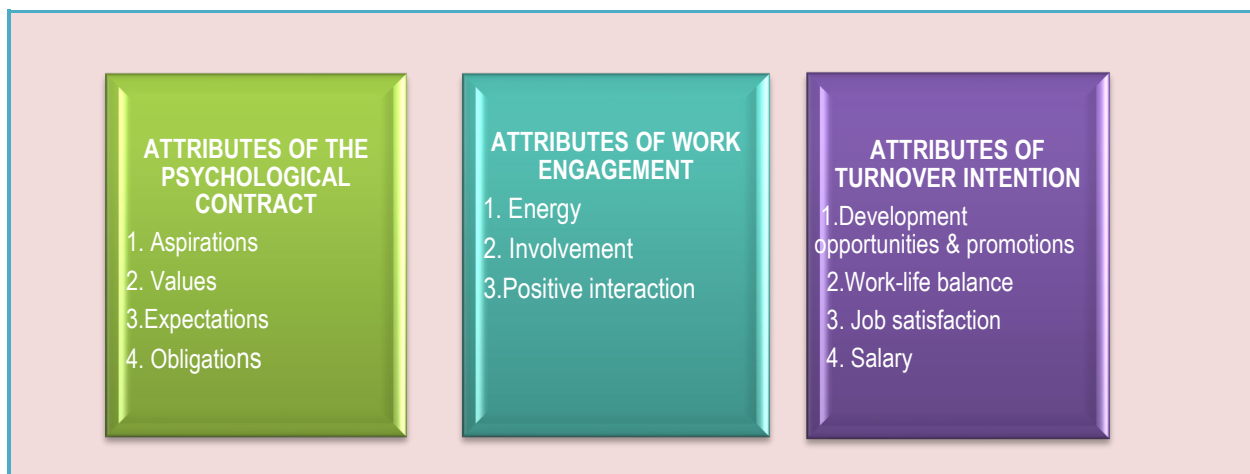 ATTRIBUTES OF THE
PSYCHOLOGICAL
CONTRACT
1. Aspirations
2. Values
3.Expectations
4. Obligations
ATTRIBUTES OF WORK
ENGAGEMENT
1. Energy
2. Involvement
3.Positive interaction
ATTRIBUTES OF
TURNOVER INTENTION
1.Development
opportunities & promotions
2.Work-life balance
3. Job satisfaction
4. Salary